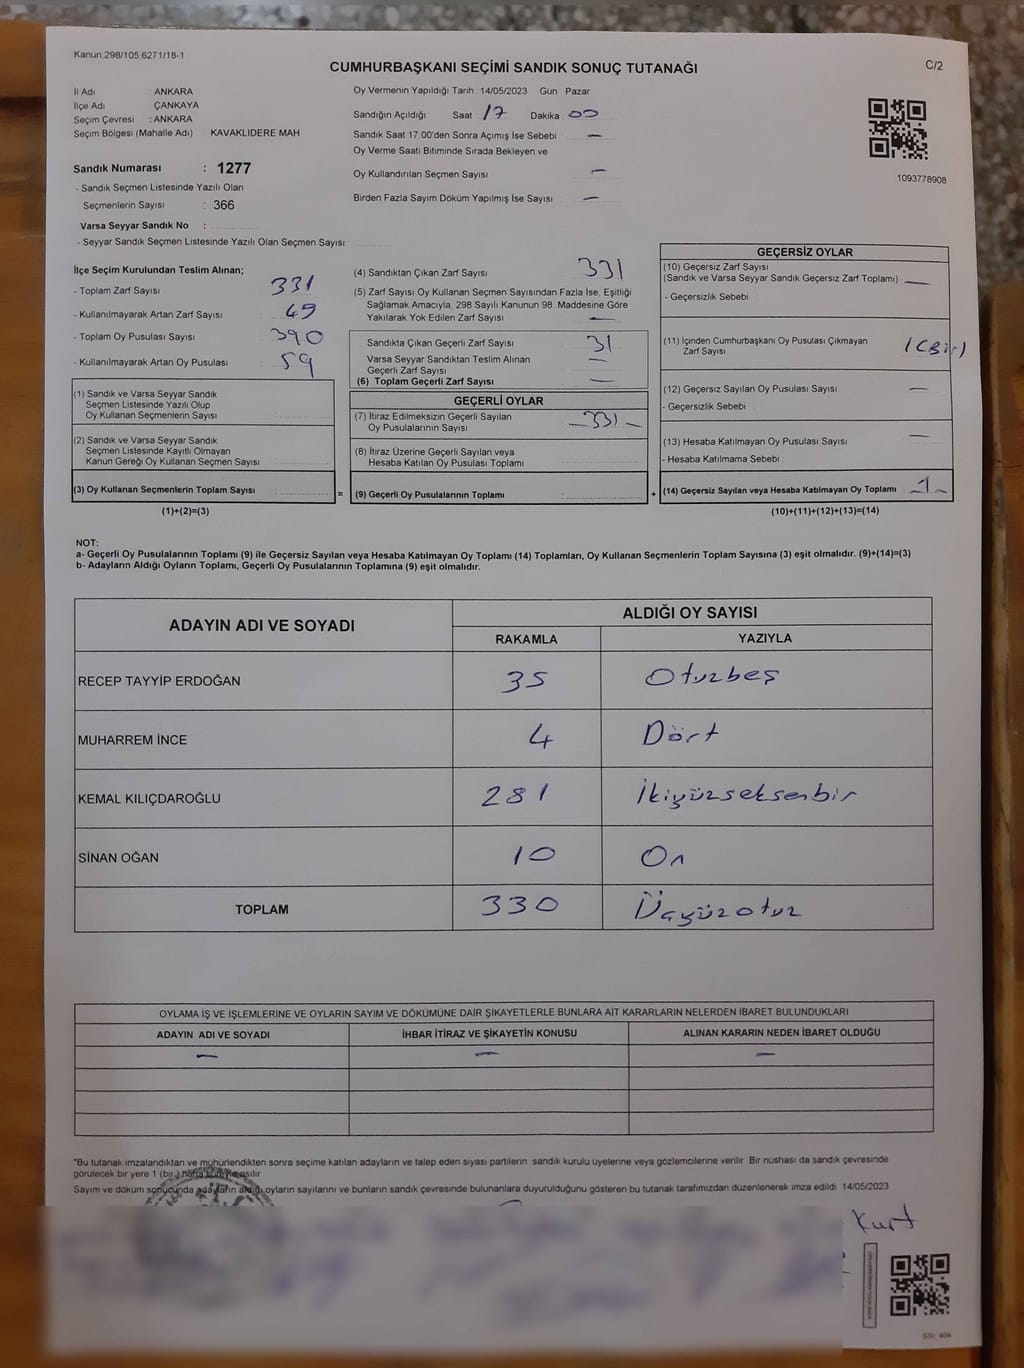 Kanun:298/105;6271/18-1
CUMHURBAŞKANI SEÇİMİ SANDIK SONUÇ TUTANAĞI
C/2
İl Adı ANKARA
İlçe Adı ÇANKAYA
Seçim Çevresi : ANKARA
Seçim Bölgesi (Mahalle Adı) KAVAKLIDERE MAH
Sandık Numarası : 1277
- Sandık Seçmen Listesinde Yazılı Olan
Seçmenlerin Sayısı : 366
Varsa Seyyar Sandık No :
- Seyyar Sandık Seçmen Listesinde Yazılı Olan Seçmen Sayısı
Oy Vermenin Yapıldığı Tarih 14/05/2023 Gün Pazar
Sandığın Açıldığı Saat 17 Dakika 00
Sandık Saat 17:00'den Sonra Açımış İse Sebebi —
Oy Verme Saati Bitiminde Sırada Bekleyen ve
Oy Kullandırılan Seçmen Sayısı —
Birden Fazla Sayım Döküm Yapılmış İse Sayısı —
1093778908
İlçe Seçim Kurulundan Teslim Alınan;
- Toplam Zarf Sayısı 331
- Kullanılmayarak Artan Zarf Sayısı : 49
- Toplam Oy Pusulası Sayısı : 390
- Kullanılmayarak Artan Oy Pusulası : 59
(1) Sandık ve Varsa Seyyar Sandık
Seçmen Listesinde Yazılı Olup
Oy Kullanan Seçmenlerin Sayısı :
(2) Sandık ve Varsa Seyyar Sandık
Seçmen Listesinde Kayıtlı Olmayan
Kanun Gereği Oy Kullanan Seçmen Sayısı :
(3) Oy Kullanan Seçmenlerin Toplam Sayısı :
(1)+(2)=(3)
=
(4) Sandıktan Çıkan Zarf Sayısı 331
(5) Zarf Sayısı Oy Kullanan Seçmen Sayısından Fazla İse, Eşitliği
Sağlamak Amacıyla, 298 Sayılı Kanunun 98. Maddesine Göre
Yakılarak Yok Edilen Zarf Sayısı : —
Sandıkta Çıkan Geçerli Zarf Sayısı : 31
Varsa Seyyar Sandıktan Teslim Alınan
Geçerli Zarf Sayısı : —
(6) Toplam Geçerli Zarf Sayısı : —
GEÇERLİ OYLAR
(7) İtiraz Edilmeksizin Geçerli Sayılan
Oy Pusulalarının Sayısı : — 331 —
(8) İtiraz Üzerine Geçerli Sayılan veya
Hesaba Katılan Oy Pusulası Toplamı :
(9) Geçerli Oy Pusulalarının Toplamı :
+
GEÇERSİZ OYLAR
(10) Geçersiz Zarf Sayısı
(Sandık ve Varsa Seyyar Sandık Geçersiz Zarf Toplamı) —
- Geçersizlik Sebebi :
(11) İçinden Cumhurbaşkanı Oy Pusulası Çıkmayan
Zarf Sayısı 1 (Bir)
(12) Geçersiz Sayılan Oy Pusulası Sayısı —
- Geçersizlik Sebebi
(13) Hesaba Katılmayan Oy Pusulası Sayısı —
- Hesaba Katılmama Sebebi :
(14) Geçersiz Sayılan veya Hesaba Katılmayan Oy Toplamı : — 1 —
(10)+(11)+(12)+(13)=(14)
NOT:
a- Geçerli Oy Pusulalarının Toplamı (9) ile Geçersiz Sayılan veya Hesaba Katılmayan Oy Toplamı (14) Toplamları, Oy Kullanan Seçmenlerin Toplam Sayısına (3) eşit olmalıdır. (9)+(14)=(3)
b- Adayların Aldığı Oyların Toplamı, Geçerli Oy Pusulalarının Toplamına (9) eşit olmalıdır.
ADAYIN ADI VE SOYADI ALDIĞI OY SAYISI
RAKAMLA YAZIYLA
RECEP TAYYİP ERDOĞAN 35 Otuzbeş
MUHARREM İNCE 4 Dört
KEMAL KILIÇDAROĞLU 281 İkiyüzseksenbir
SİNAN OĞAN 10 On
TOPLAM 330 Üçyüzotuz
OYLAMA İŞ VE İŞLEMLERİNE VE OYLARIN SAYIM VE DÖKÜMÜNE DAİR ŞİKAYETLERLE BUNLARA AİT KARARLARIN NELERDEN İBARET BULUNDUKLARI
ADAYIN ADI VE SOYADI İHBAR İTİRAZ VE ŞİKAYETİN KONUSU ALINAN KARARIN NEDEN İBARET OLDUĞU
— — —
*Bu tutanak imzalandıktan ve mühürlendikten sonra seçime katılan adayların ve talep eden siyasi partilerin sandık kurulu üyelerine veya gözlemcilerine verilir. Bir nüshası da sandık çevresinde
görülecek bir yere 1 (bir) hafta süreyle asılır.
Sayım ve döküm sonucunda adayların aldığı oyların sayılarını ve bunların sandık çevresinde bulunanlara duyurulduğunu gösteren bu tutanak tarafımızdan düzenlenerek imza edildi. 14/05/2023
Kurt